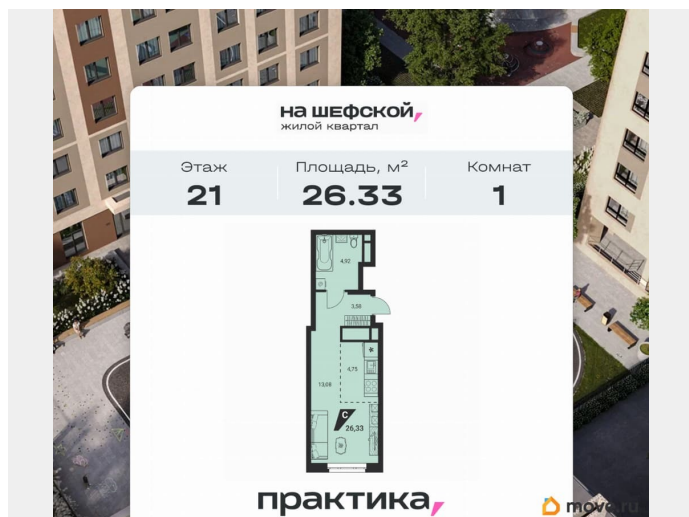 на шефской,
жилой квартал
Этаж
Площадь, м²
Комнат
21
26.33
1
4,92
3,58
4,75
13,08
С
26,33
практика,
move.ru